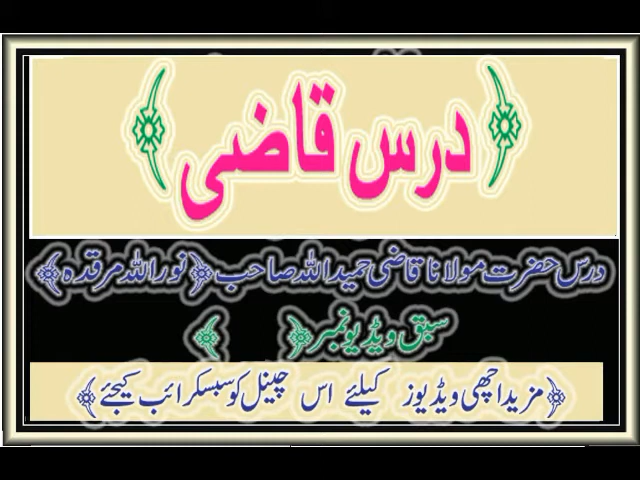 ﴿درس قاضی﴾
درس حضرت مولانا قاضی حمید اللہ صاحب ﴿نور اللہ مرقدہ﴾
سبق ویڈیو نمبر ﴿ ﴾
﴿مزید اچھی ویڈیوز کیلئے اس چینل کو سبسکرائب کیجئے﴾